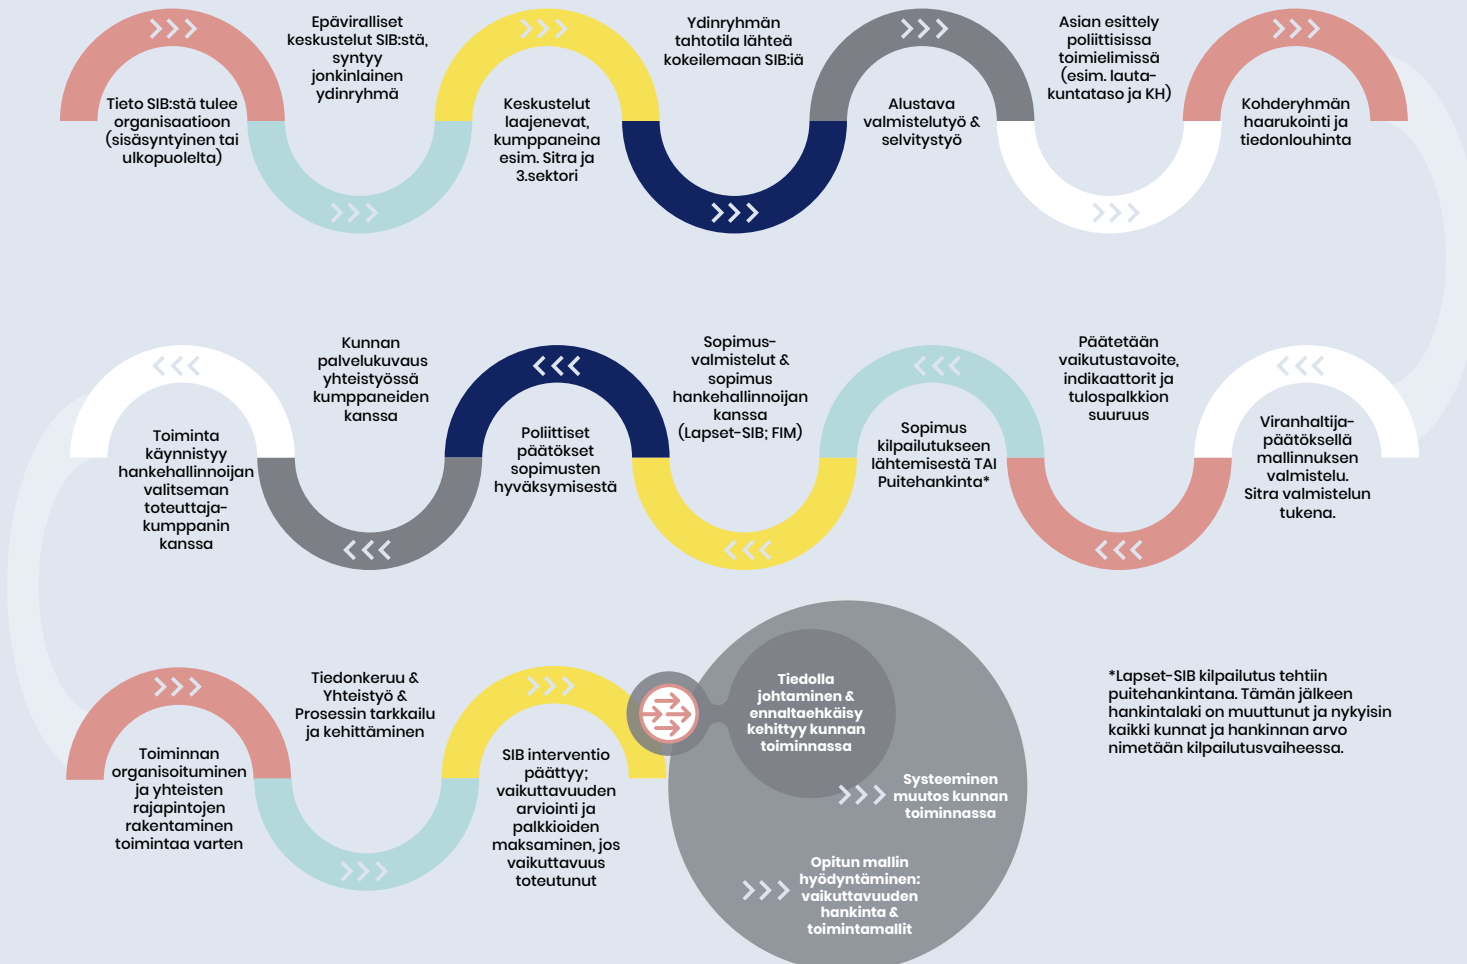 Tieto SIB:stä tulee
organisaatioon
(sisäsyntyinen tai
ulkopuolelta)
Epäviralliset
keskustelut SIB:stä,
syntyy
jonkinlainen
ydinryhmä
Keskustelut
laajenevat,
kumppaneina
esim. Sitra ja
3.sektori
Ydinryhmän
tahtotila lähteä
kokeilemaan SIB:iä
Alustava
valmistelutyö &
selvitystyö
Asian esittely
poliittisissa
toimielimissä
(esim. lauta-
kuntataso ja KH)
Kohderyhmän
haarukointi ja
tiedonlouhinta
Viranhaltija-
päätöksellä
mallinnuksen
valmistelu.
Sitra valmistelun
tukena.
Päätetään
vaikutustavoite,
indikaattorit ja
tulospalkkion
suuruus
Sopimus
kilpailutukseen
lähtemisestä TAI
Puitehankinta*
Sopimus-
valmistelut &
sopimus
hankehallinnoijan
kanssa
(Lapset-SIB; FIM)
Poliittiset
päätökset
sopimusten
hyväksymisestä
Kunnan
palvelukuvaus
yhteistyössä
kumppaneiden
kanssa
Toiminta
käynnistyy
hankehallinnoijan
valitseman
toteuttaja-
kumppanin
kanssa
Toiminnan
organisoituminen
ja yhteisten
rajapintojen
rakentaminen
toimintaa varten
Tiedonkeruu &
Yhteistyö &
Prosessin tarkkailu
ja kehittäminen
SIB interventio
päättyy;
vaikuttavuuden
arviointi ja
palkkioiden
maksaminen, jos
vaikuttavuus
toteutunut
Tiedolla
johtaminen &
ennaltaehkäisy
kehittyy kunnan
toiminnassa
Systeeminen
muutos kunnan
toiminnassa
Opitun mallin
hyödyntäminen:
vaikuttavuuden
hankinta &
toimintamallit
*Lapset-SIB kilpailutus tehtiin
puitehankintana. Tämän jälkeen
hankintalaki on muuttunut ja nykyisin
kaikki kunnat ja hankinnan arvo
nimetään kilpailutusvaiheessa.